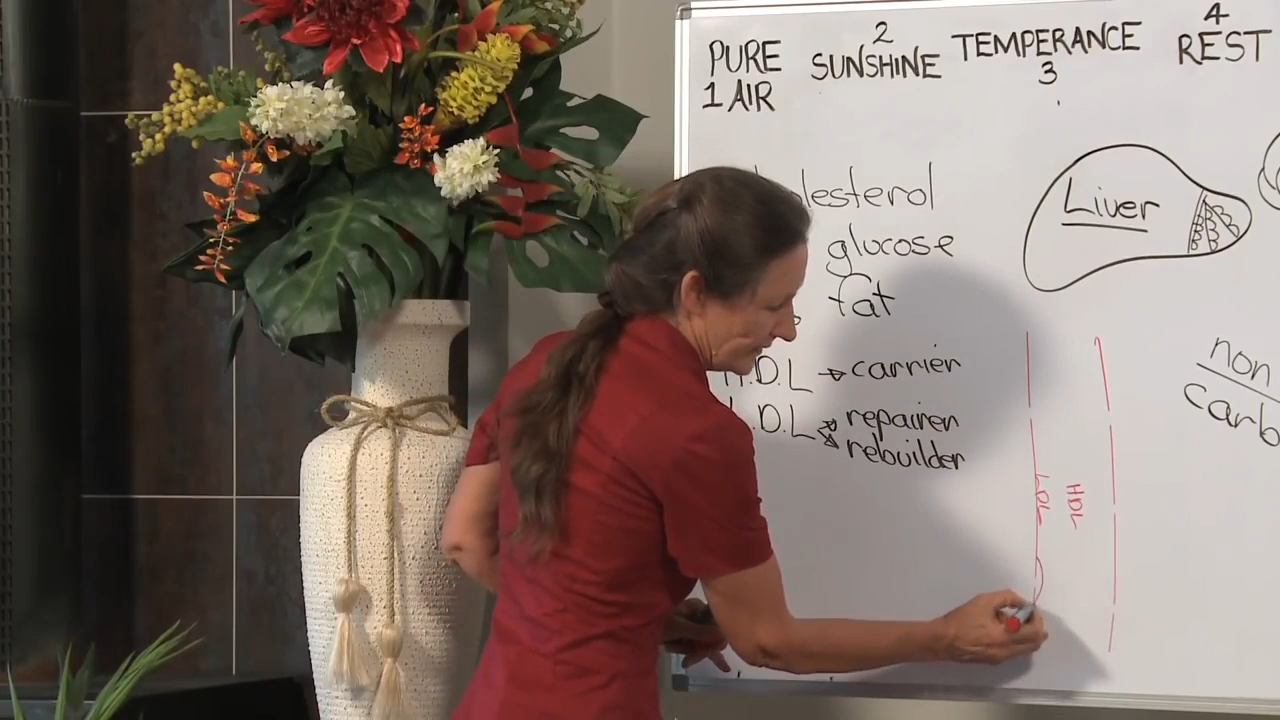 PURE
1 AIR
2
SUNSHINE
TEMPERANCE
3
4
REST
lesterol
glucose
fat
Liver
H.D.L → carrier
.D.L repairer
rebuilder
LDL
HDL
non
carb